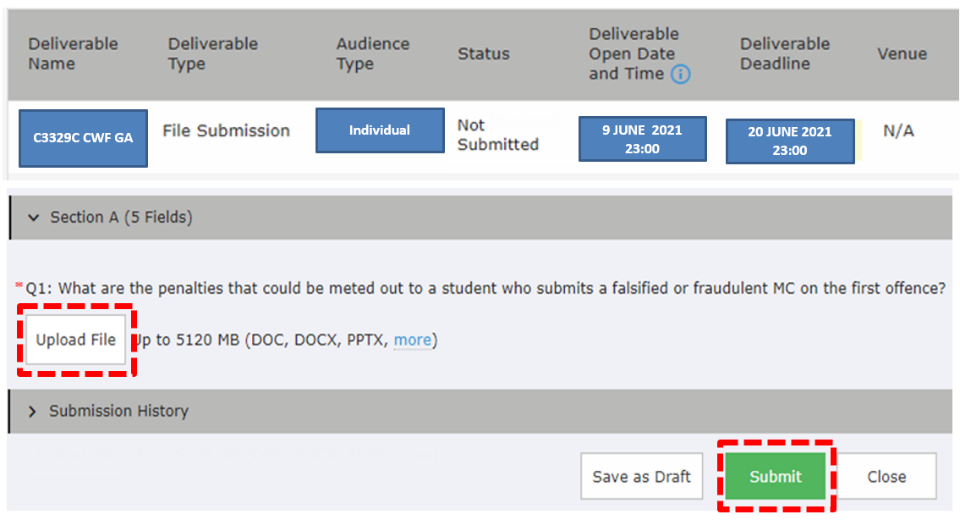 Deliverable Name
Deliverable Type
Audience Type
Status
Deliverable Open Date and Time
Deliverable Deadline
Venue
C3329C CWF GA
File Submission
Individual
Not Submitted
9 JUNE 2021
23:00
20 JUNE 2021
23:00
N/A
Section A (5 Fields)
*Q1: What are the penalties that could be meted out to a student who submits a falsified or fraudulent MC on the first offence?
Upload File Up to 5120 MB (DOC, DOCX, PPTX, more)
Submission History
Save as Draft Submit Close